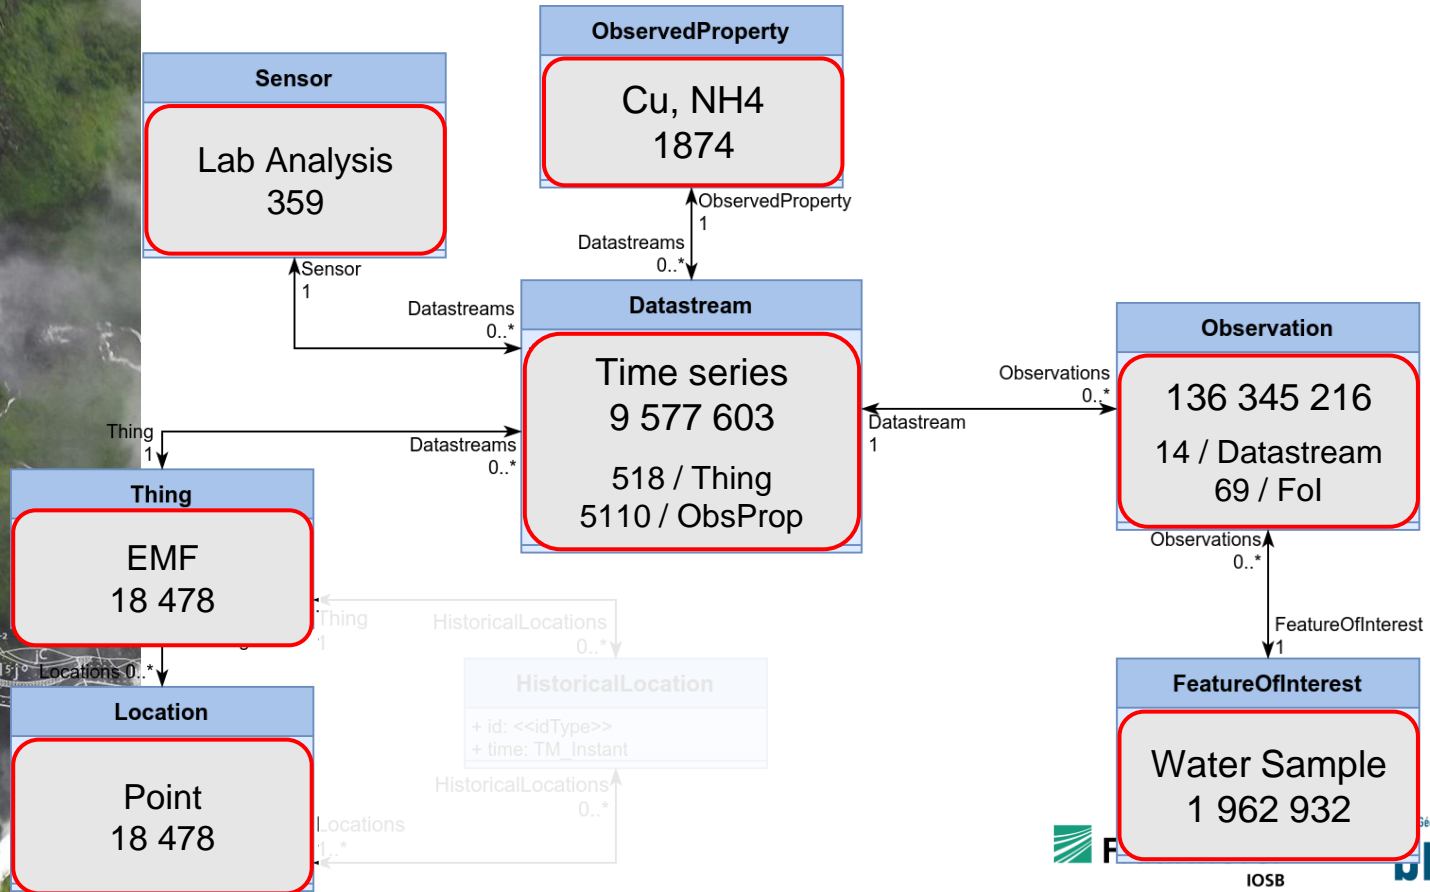 ObservedProperty
Cu, NH4
1874
Sensor
Lab Analysis
359
ObservedProperty
1
Datastreams
0..*
Sensor
1
Datastreams
0..*
Datastream
Time series
9 577 603
518 / Thing
5110 / ObsProp
Observations
0..*
Datastream
1
Observation
136 345 216
14 / Datastream
69 / FoI
Thing
1
Datastreams
0..*
Thing
EMF
18 478
Observations
0..*
FeatureOfInterest
1
Thing
1
HistoricalLocations
0..*
Locations 0..*
HistoricalLocation
+ id: <<idType>>
+ time: TM_Instant
Location
Point
18 478
HistoricalLocations
0..*
Locations
1..*
FeatureOfInterest
Water Sample
1 962 932
IOSB